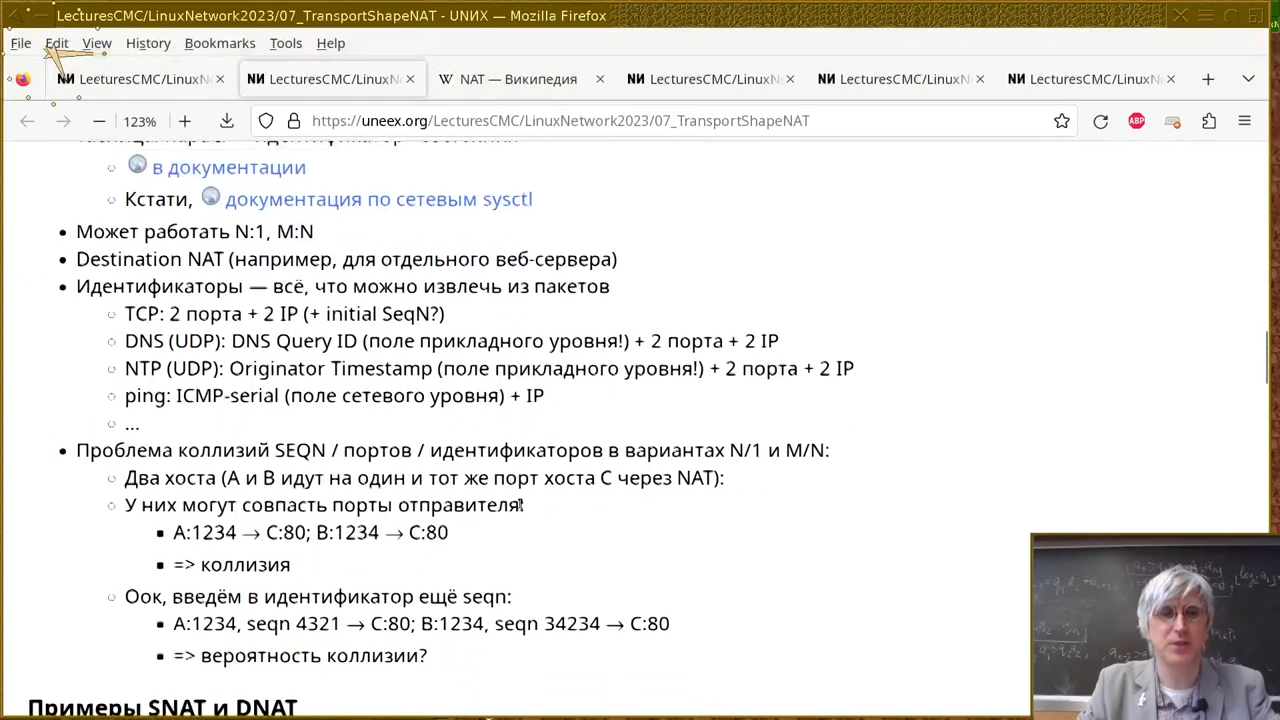 LecturesCMC/LinuxNetwork2023/07_TransportShapeNAT - UNИX — Mozilla Firefox
File Edit View History Bookmarks Tools Help
LecturesCMC/LinuxN
LecturesCMC/LinuxN
NAT — Википедия
LecturesCMC/LinuxN
LecturesCMC/LinuxN
LecturesCMC/LinuxN
123%
https://uneex.org/LecturesCMC/LinuxNetwork2023/07_TransportShapeNAT
в документации
Кстати, документация по сетевым sysctl
Может работать N:1, M:N
Destination NAT (например, для отдельного веб-сервера)
Идентификаторы — всё, что можно извлечь из пакетов
TCP: 2 порта + 2 IP (+ initial SeqN?)
DNS (UDP): DNS Query ID (поле прикладного уровня!) + 2 порта + 2 IP
NTP (UDP): Originator Timestamp (поле прикладного уровня!) + 2 порта + 2 IP
ping: ICMP-serial (поле сетевого уровня) + IP
...
Проблема коллизий SEQN / портов / идентификаторов в вариантах N/1 и M/N:
Два хоста (A и B идут на один и тот же порт хоста C через NAT):
У них могут совпасть порты отправителя!
A:1234 → C:80; B:1234 → C:80
=> коллизия
Оок, введём в идентификатор ещё seqn:
A:1234, seqn 4321 → C:80; B:1234, seqn 34234 → C:80
=> вероятность коллизии?
Примеры SNAT и DNAT